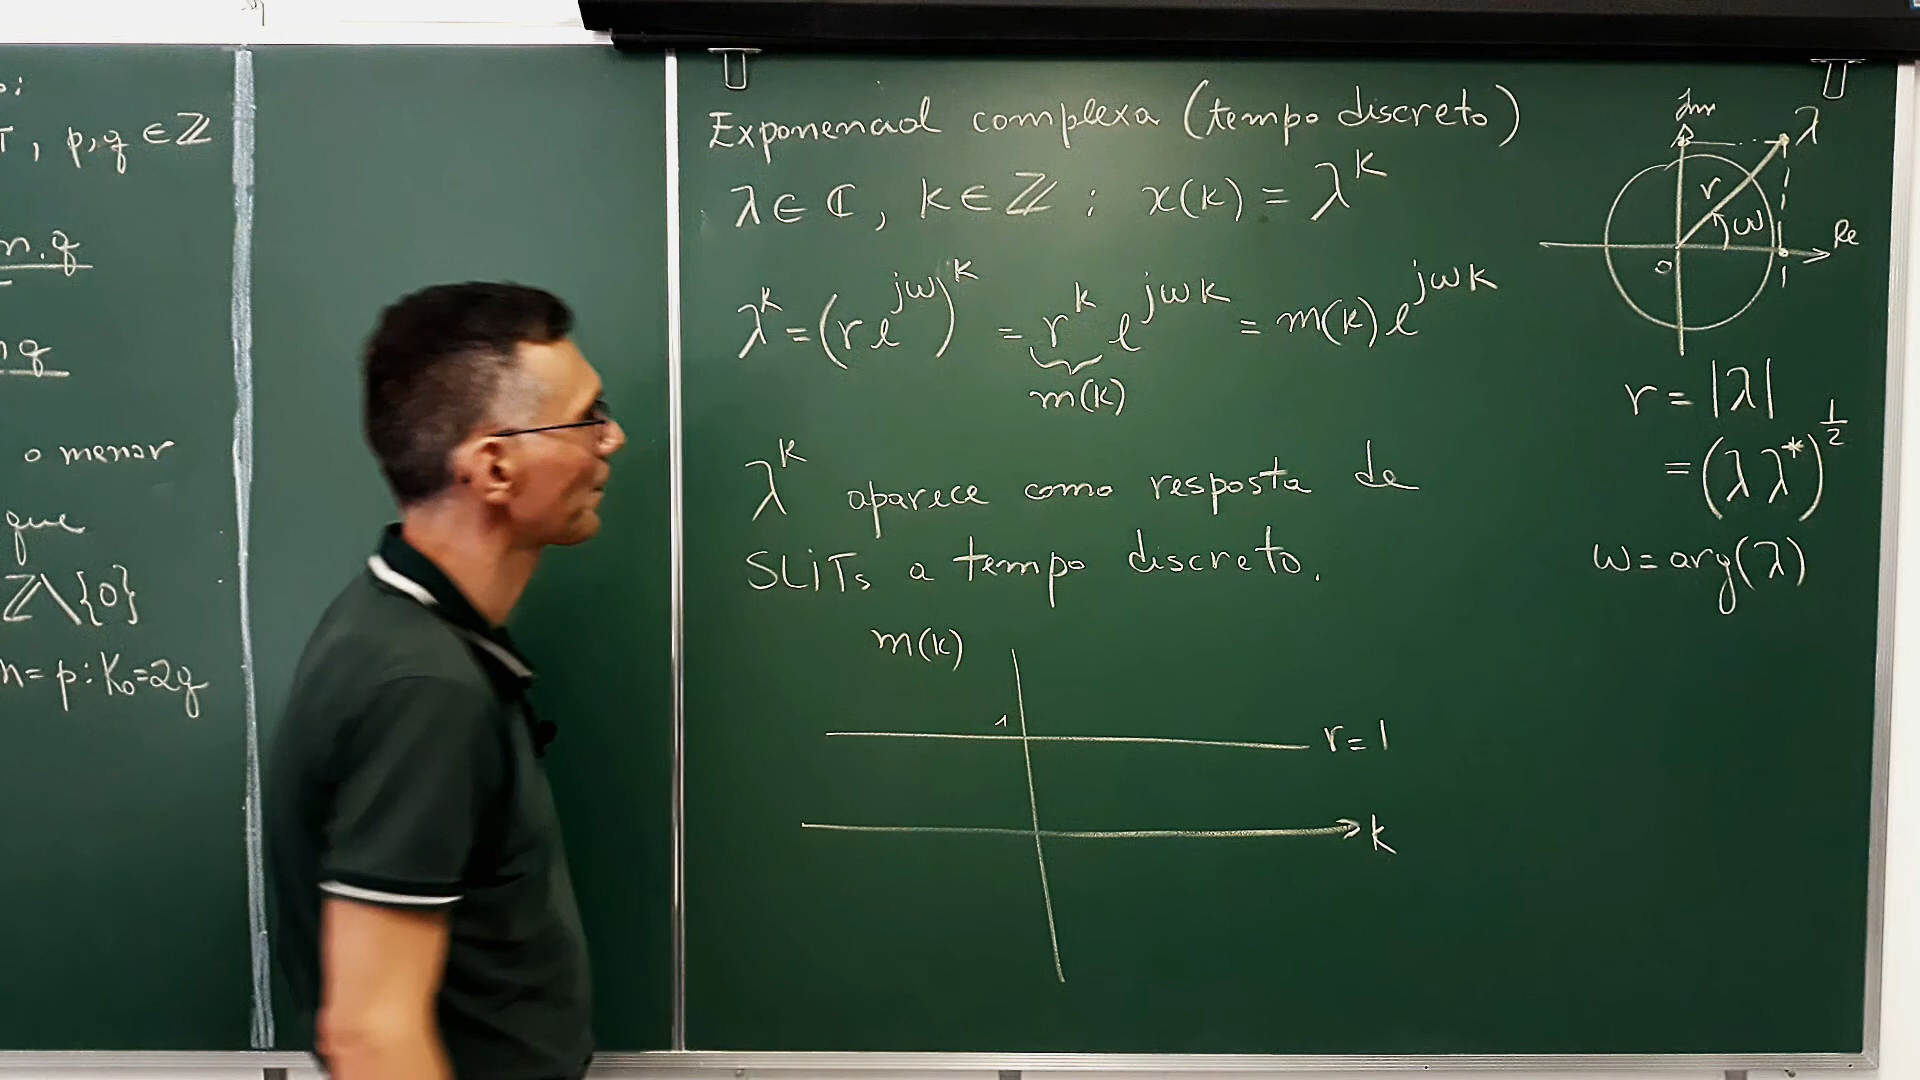 T, p,q ∈ ℤ
m.q
q
o menor
que
ℤ\{0}
m=p: K₀=2q
Exponencial complexa (tempo discreto)
λ ∈ ℂ, k ∈ ℤ : x(k) = λ^k
λ^k = (r e^{jω})^k = r^k e^{jωk} = m(k) e^{jωk}
m(k)
λ^k aparece como resposta de
SLITs a tempo discreto.
m(k)
1
r=1
k
Im
λ
r
ω
Re
0
1
r = |λ|
= (λ λ*)^{1/2}
ω = arg(λ)